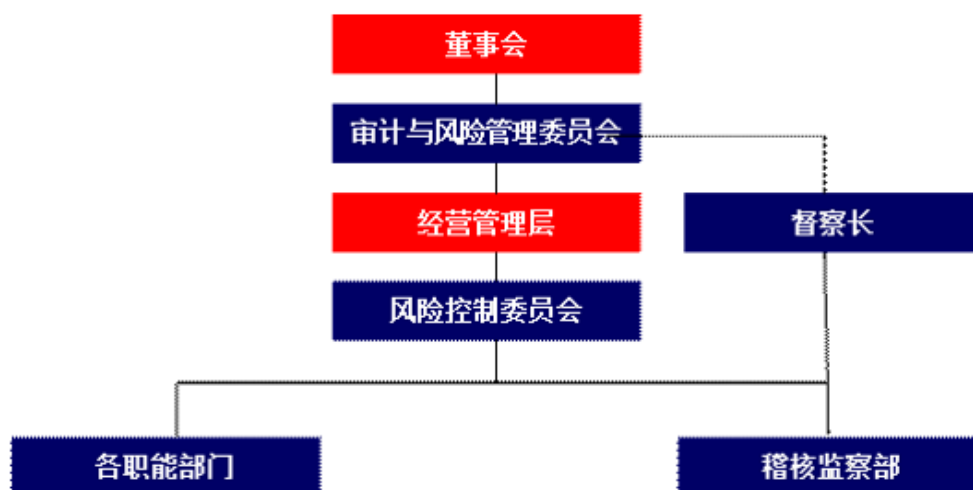 董事会
审计与风险管理委员会
经营管理层
督察长
风险控制委员会
各职能部门
稽核监察部